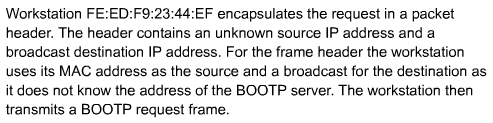 Workstation FE:ED:F9:23:44:EF encapsulates the request in a packet
header. The header contains an unknown source IP address and a
broadcast destination IP address. For the frame header the workstation
uses its MAC address as the source and a broadcast for the destination as
it does not know the address of the BOOTP server. The workstation then
transmits a BOOTP request frame.